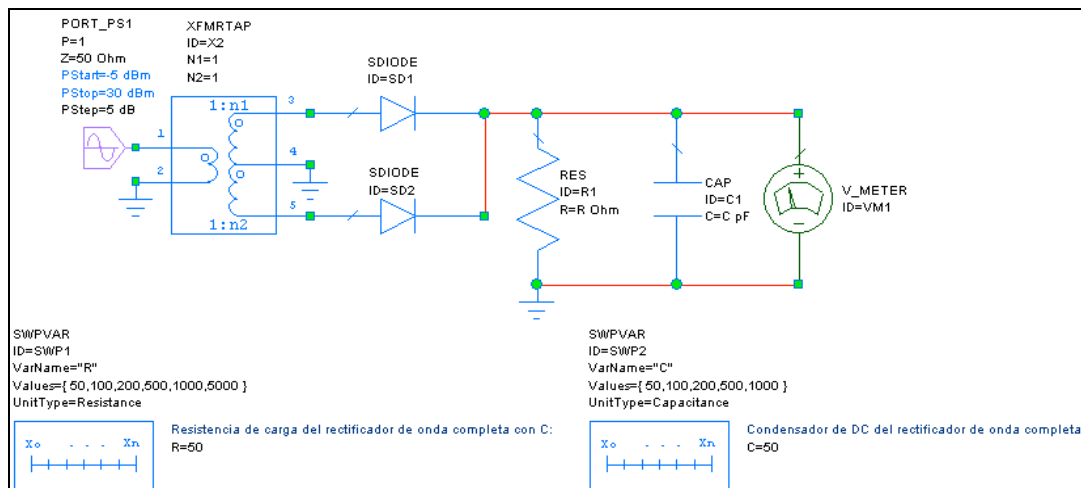 PORT_PS1
P=1
Z=50 Ohm
PStart=-5 dBm
PStop=30 dBm
PStep=5 dB
XFMRTAP
ID=X2
N1=1
N2=1
1:n1
1
2
3
4
5
1:n2
SDIODE
ID=SD1
SDIODE
ID=SD2
RES
ID=R1
R=R Ohm
CAP
ID=C1
C=C pF
V_METER
ID=VM1
SWPVAR
ID=SWP1
VarName="R"
Values={ 50,100,200,500,1000,5000 }
UnitType=Resistance
Xo . . . Xn
Resistencia de carga del rectificador de onda completa con C:
R=50
SWPVAR
ID=SWP2
VarName="C"
Values={ 50,100,200,500,1000 }
UnitType=Capacitance
Xo . . . Xn
Condensador de DC del rectificador de onda completa
C=50